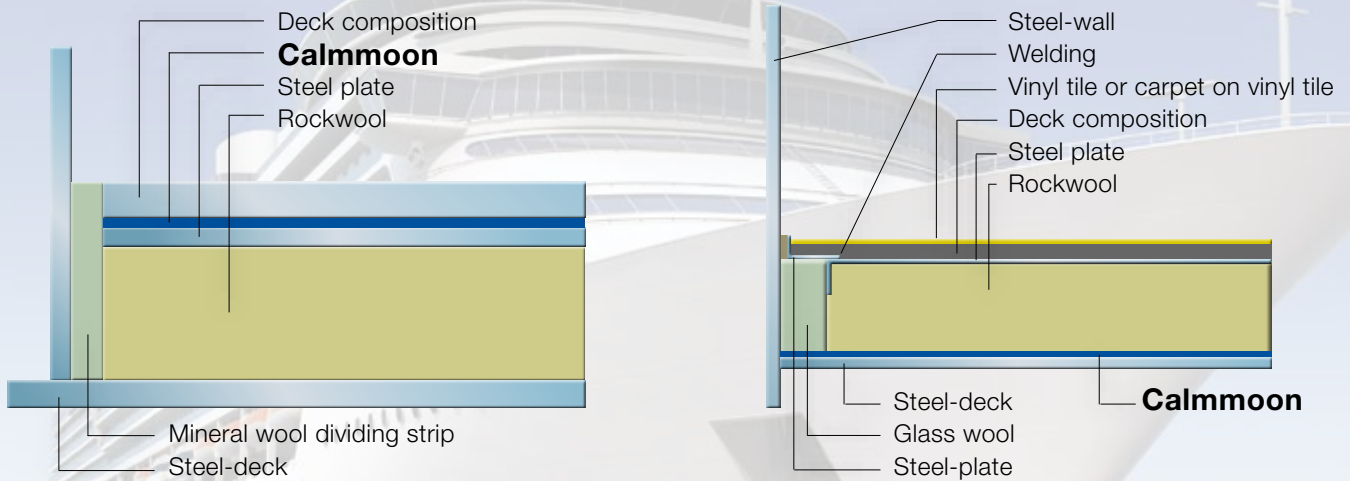 Deck composition
Calmmoon
Steel plate
Rockwool
Mineral wool dividing strip
Steel-deck
Steel-wall
Welding
Vinyl tile or carpet on vinyl tile
Deck composition
Steel plate
Rockwool
Steel-deck
Calmmoon
Glass wool
Steel-plate